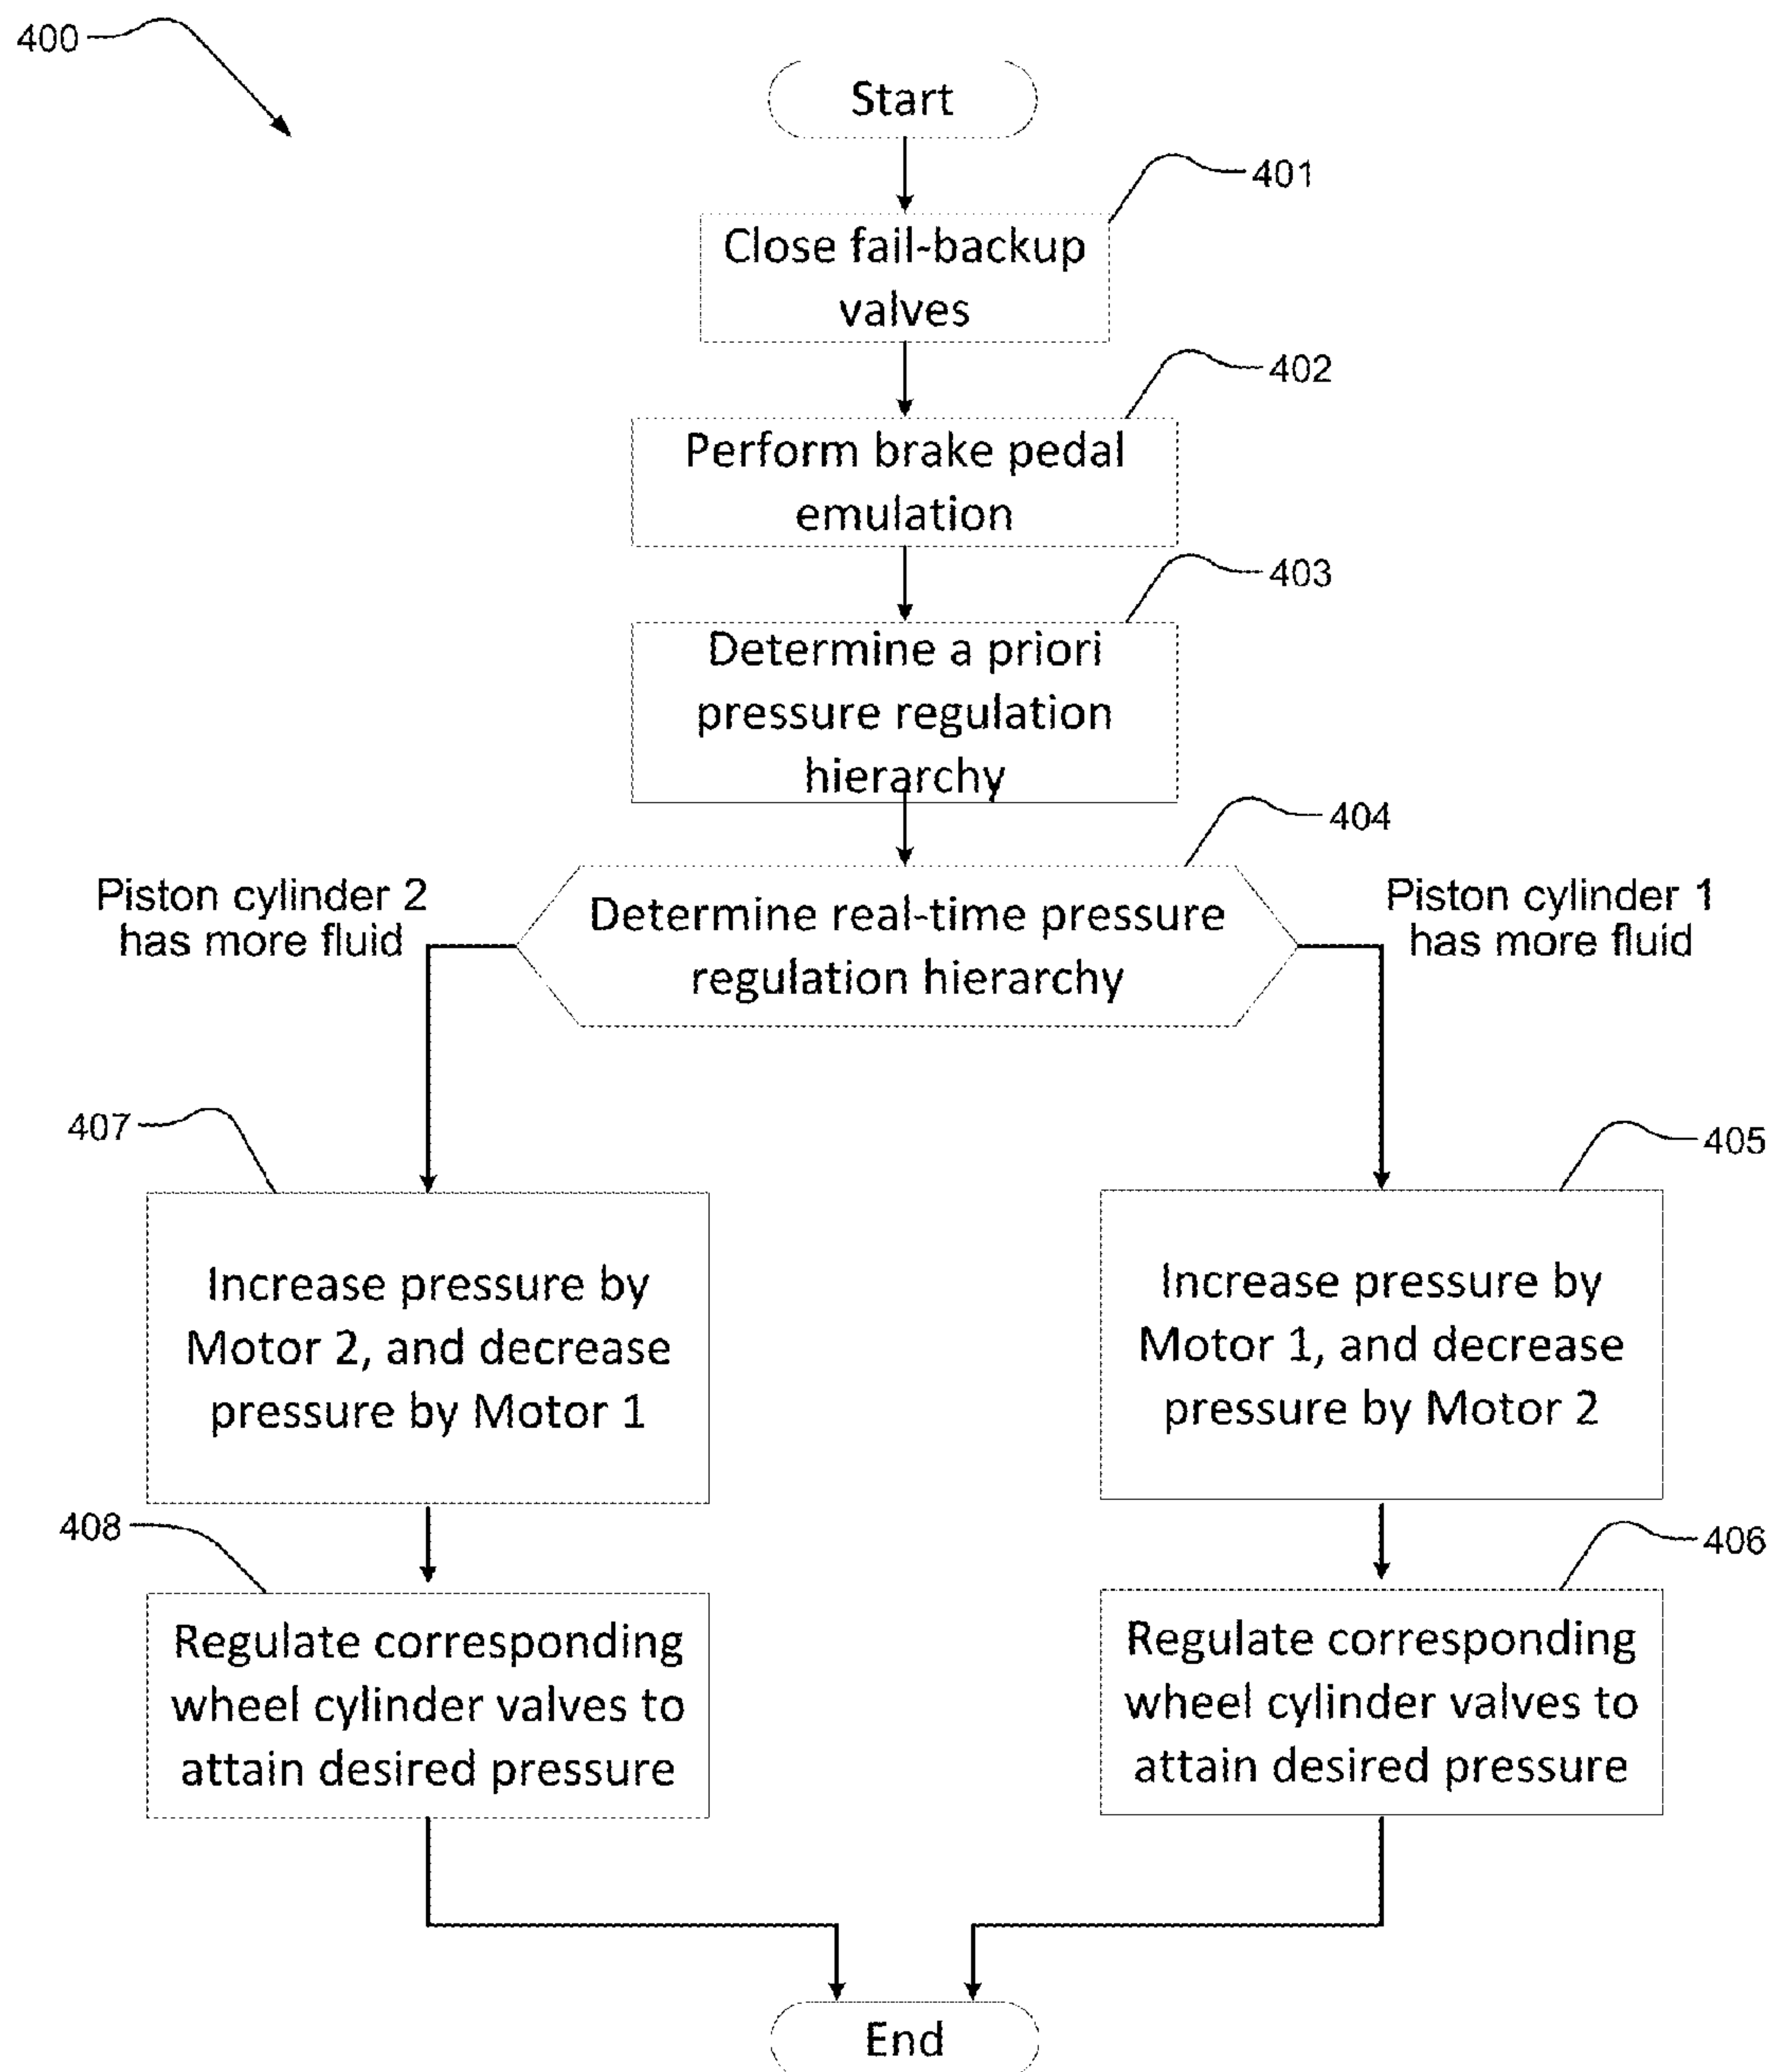 400
Start
401
Close fail-backup
valves
402
Perform brake pedal
emulation
403
Determine a priori
pressure regulation
hierarchy
404
Piston cylinder 2
has more fluid
Determine real-time pressure
regulation hierarchy
Piston cylinder 1
has more fluid
407
Increase pressure by
Motor 2, and decrease
pressure by Motor 1
405
Increase pressure by
Motor 1, and decrease
pressure by Motor 2
408
Regulate corresponding
wheel cylinder valves to
attain desired pressure
406
Regulate corresponding
wheel cylinder valves to
attain desired pressure
End